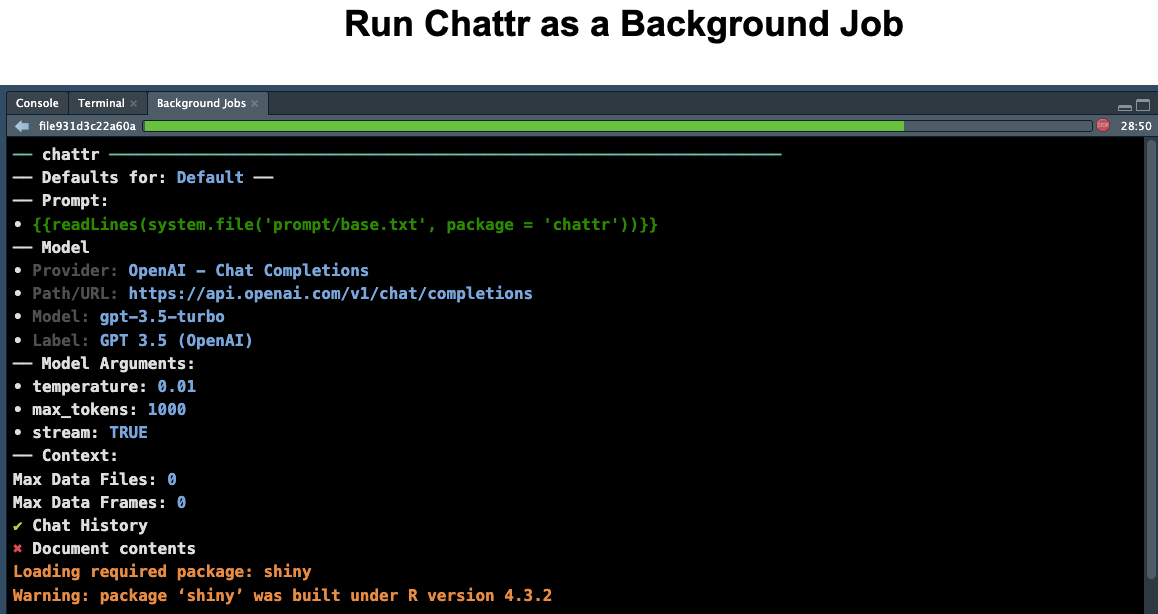 Run Chattr as a Background Job
Console Terminal × Background Jobs ×
file931d3c22a60a STOP 28:50
── chattr ──────────────────────────────────────────────────────────────────────
── Defaults for: Default ──
── Prompt:
• {{readLines(system.file('prompt/base.txt', package = 'chattr'))}}
── Model
• Provider: OpenAI - Chat Completions
• Path/URL: https://api.openai.com/v1/chat/completions
• Model: gpt-3.5-turbo
• Label: GPT 3.5 (OpenAI)
── Model Arguments:
• temperature: 0.01
• max_tokens: 1000
• stream: TRUE
── Context:
Max Data Files: 0
Max Data Frames: 0
✔ Chat History
✖ Document contents
Loading required package: shiny
Warning: package ‘shiny’ was built under R version 4.3.2